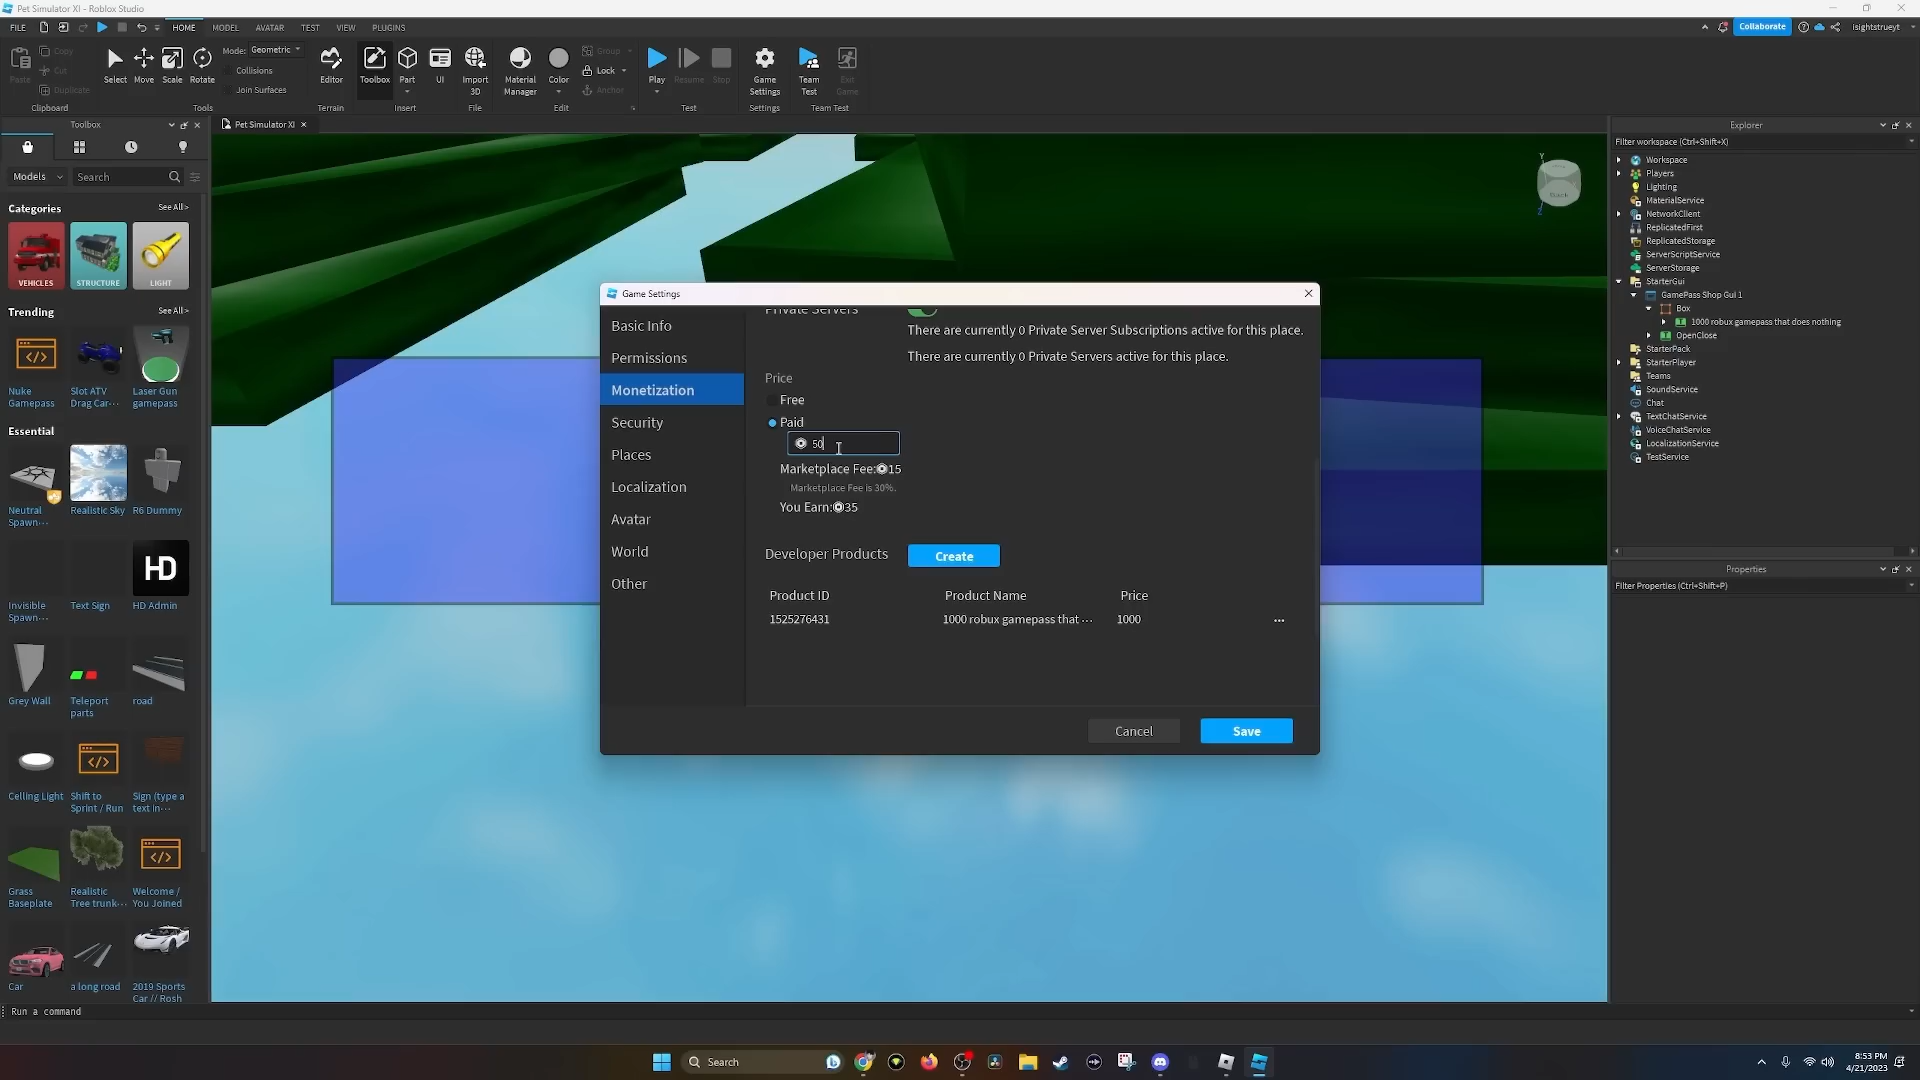 Pet Simulator XI - Roblox Studio
FILE
HOME
MODEL
AVATAR
TEST
VIEW
PLUGINS
Collaborate
isightstrueyt
Paste
Copy
Cut
Duplicate
Clipboard
Select
Move
Scale
Rotate
Mode: Geometric
Collisions
Join Surfaces
Tools
Editor
Terrain
Toolbox
Part
UI
Insert
Import
3D
File
Material
Manager
Color
Group
Lock
Anchor
Edit
Play
Resume
Stop
Test
Game
Settings
Settings
Team
Test
Exit
Game
Team Test
Toolbox
Pet Simulator XI
Models
Search
Categories
See All>
VEHICLES
STRUCTURE
LIGHT
Trending
See All>
Nuke
Gamepass
Slot ATV
Drag Car···
Laser Gun
gamepass
Essential
See All>
Neutral
Spawn···
Realistic Sky
R6 Dummy
Invisible
Spawn···
Text Sign
HD
HD Admin
Grey Wall
Teleport
parts
road
Celling Light
Shift to
Sprint / Run
Sign (type a
text in···
Grass
Baseplate
Realistic
Tree trunk···
Welcome /
You Joined
Car
a long road
2019 Sports
Car // Rosh
Game Settings
Basic Info
Permissions
Monetization
Security
Places
Localization
Avatar
World
Other
Private Servers
There are currently 0 Private Server Subscriptions active for this place.
There are currently 0 Private Servers active for this place.
Price
Free
Paid
50
Marketplace Fee: 15
Marketplace Fee is 30%.
You Earn: 35
Developer Products
Create
Product ID
Product Name
Price
1525276431
1000 robux gamepass that ···
1000
···
Cancel
Save
Explorer
Filter workspace (Ctrl+Shift+X)
Workspace
Players
Lighting
MaterialService
NetworkClient
ReplicatedFirst
ReplicatedStorage
ServerScriptService
ServerStorage
StarterGui
GamePass Shop Gui 1
Box
1000 robux gamepass that does nothing
OpenClose
StarterPack
StarterPlayer
Teams
SoundService
Chat
TextChatService
VoiceChatService
LocalizationService
TestService
Properties
Filter Properties (Ctrl+Shift+P)
Run a command
Search
8:53 PM
4/21/2023